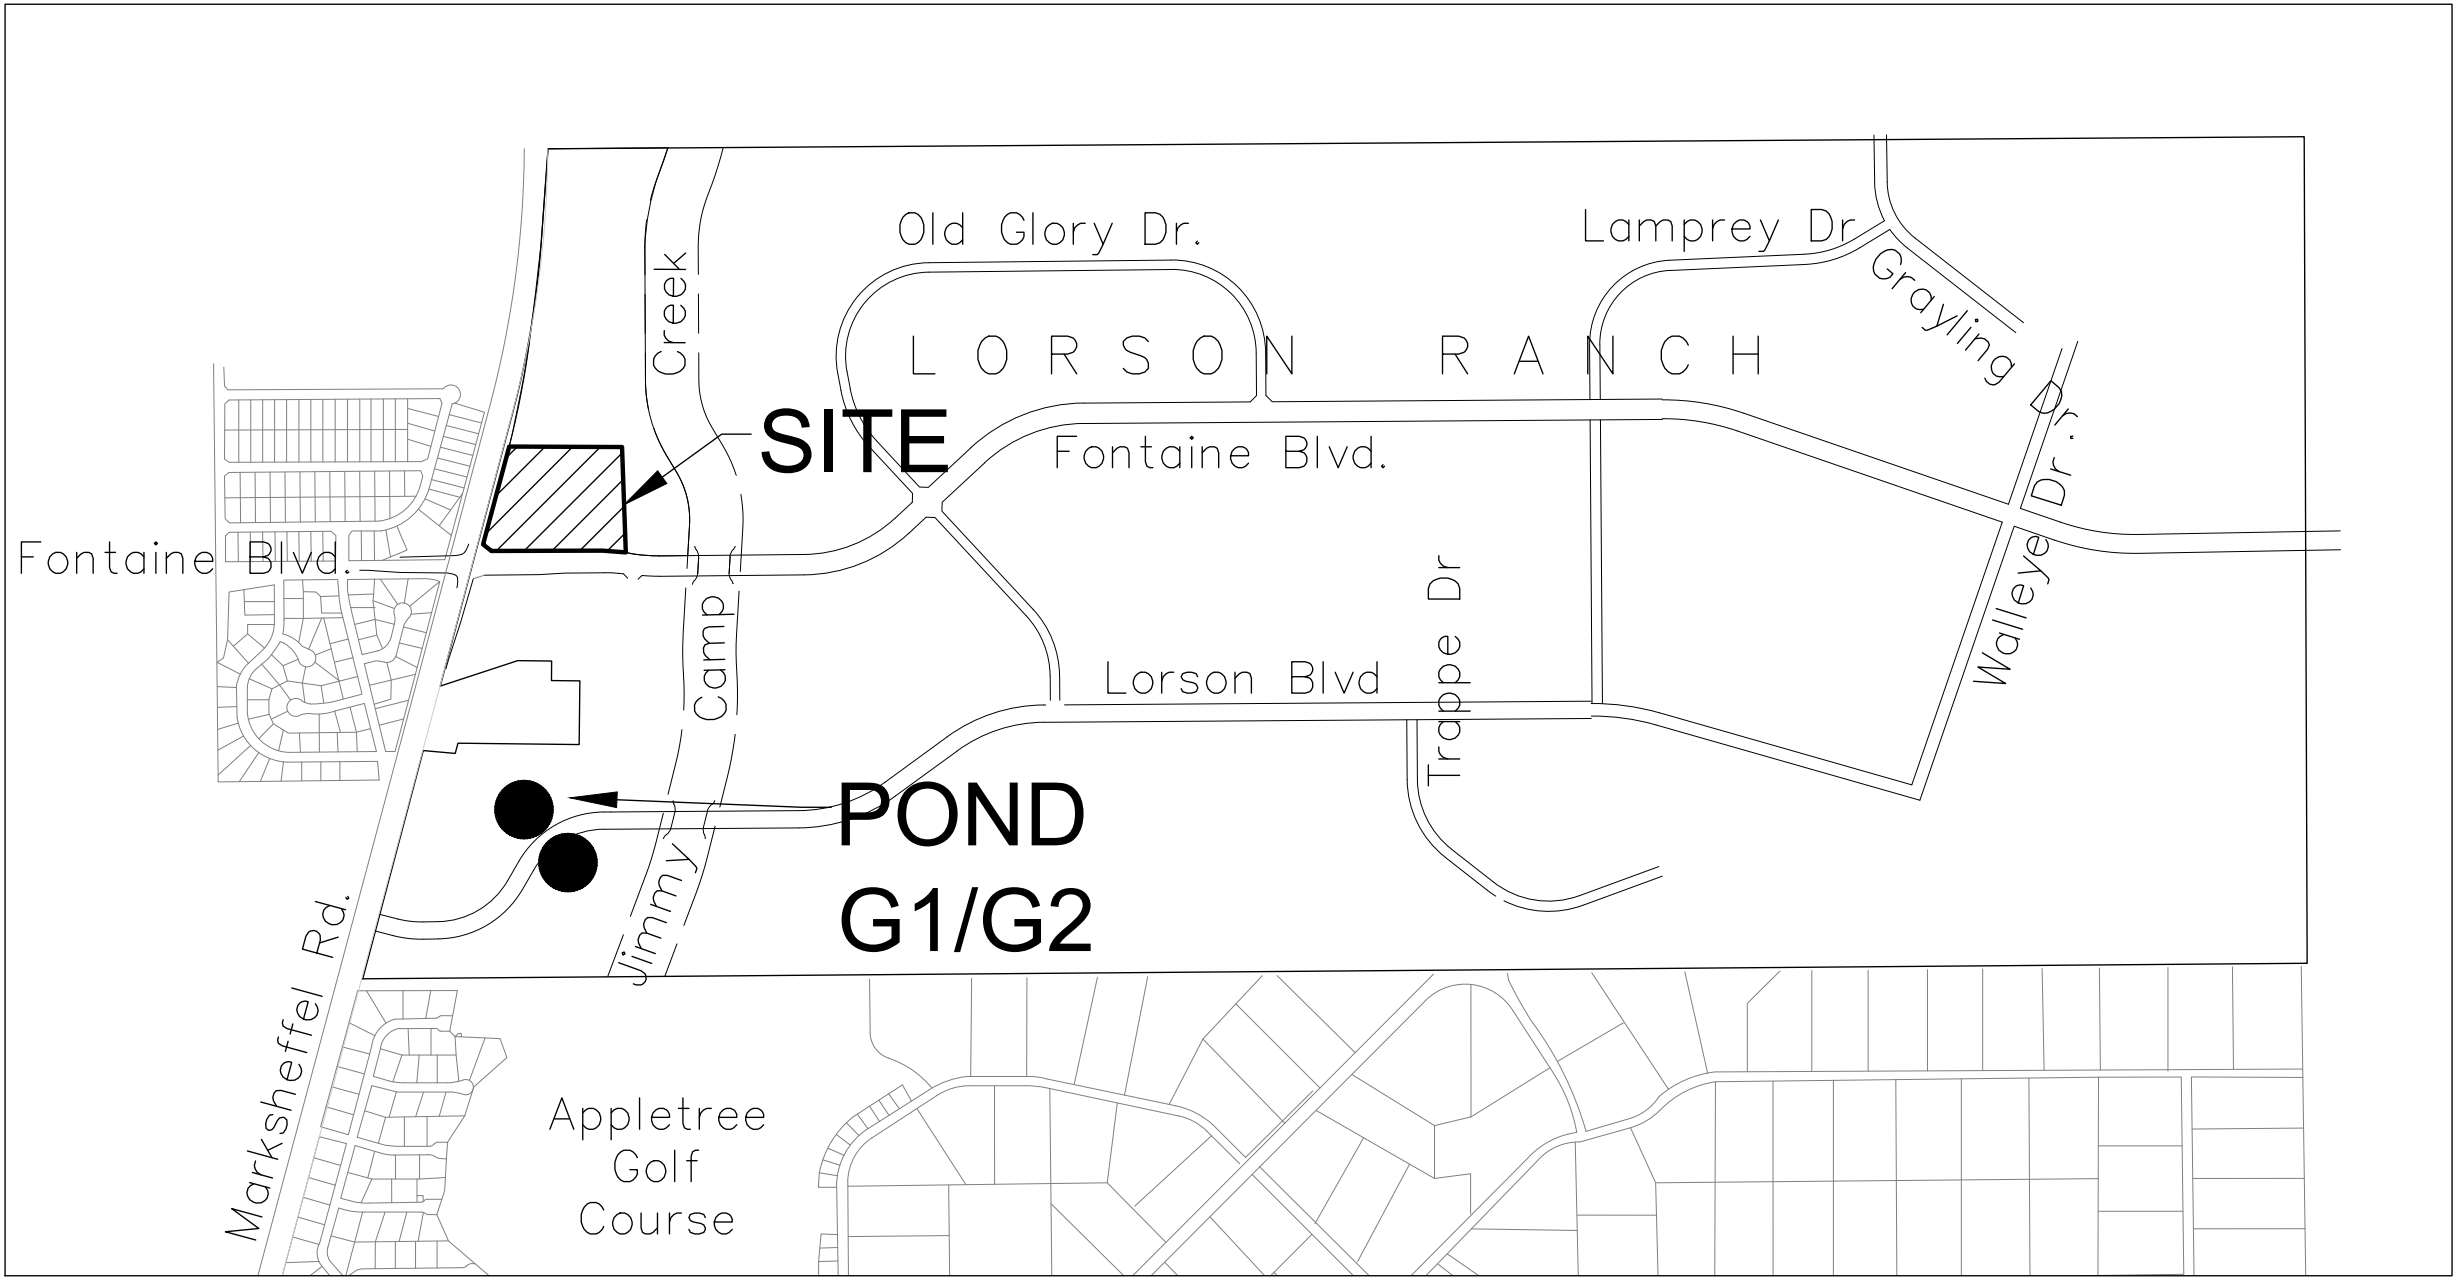 Old Glory Dr.
Lamprey Dr
Grayling Dr.
Creek
LORSON RANCH
SITE
Fontaine Blvd.
Fontaine Blvd.
Walleye Dr.
Trappe Dr
Camp
Lorson Blvd
POND
G1/G2
Jimmy
Marksheffel Rd.
Appletree
Golf
Course